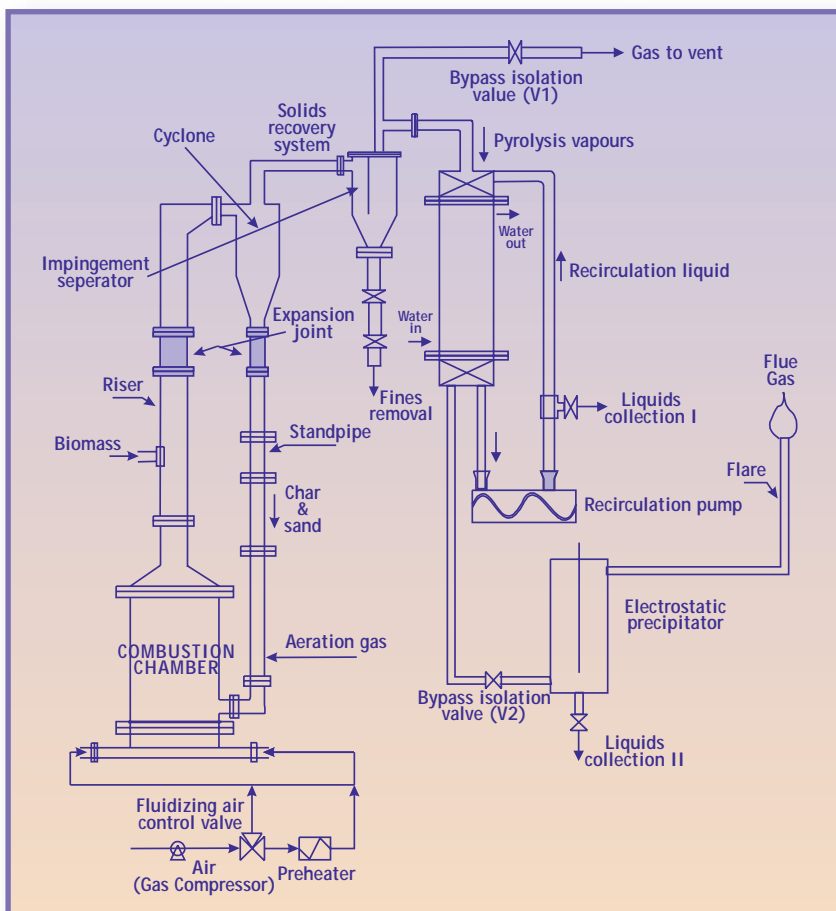 Gas to vent
Bypass isolation
value (V1)
Solids
recovery
system
Cyclone
Pyrolysis vapours
Water
out
Impingement
seperator
Recirculation liquid
Expansion
joint
Water
in
Flue
Gas
Riser
Fines
removal
Liquids
collection I
Biomass
Standpipe
Flare
Char
&
sand
Recirculation pump
Electrostatic
precipitator
COMBUSTION
CHAMBER
Aeration gas
Bypass isolation
valve (V2)
Liquids
collection II
Fluidizing air
control valve
Air
(Gas Compressor)
Preheater